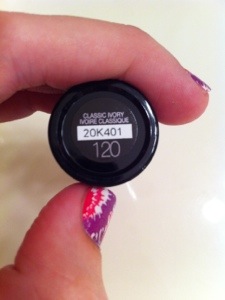 CLASSIC IVORY
IVOIRE CLASSIQUE
20K401
120